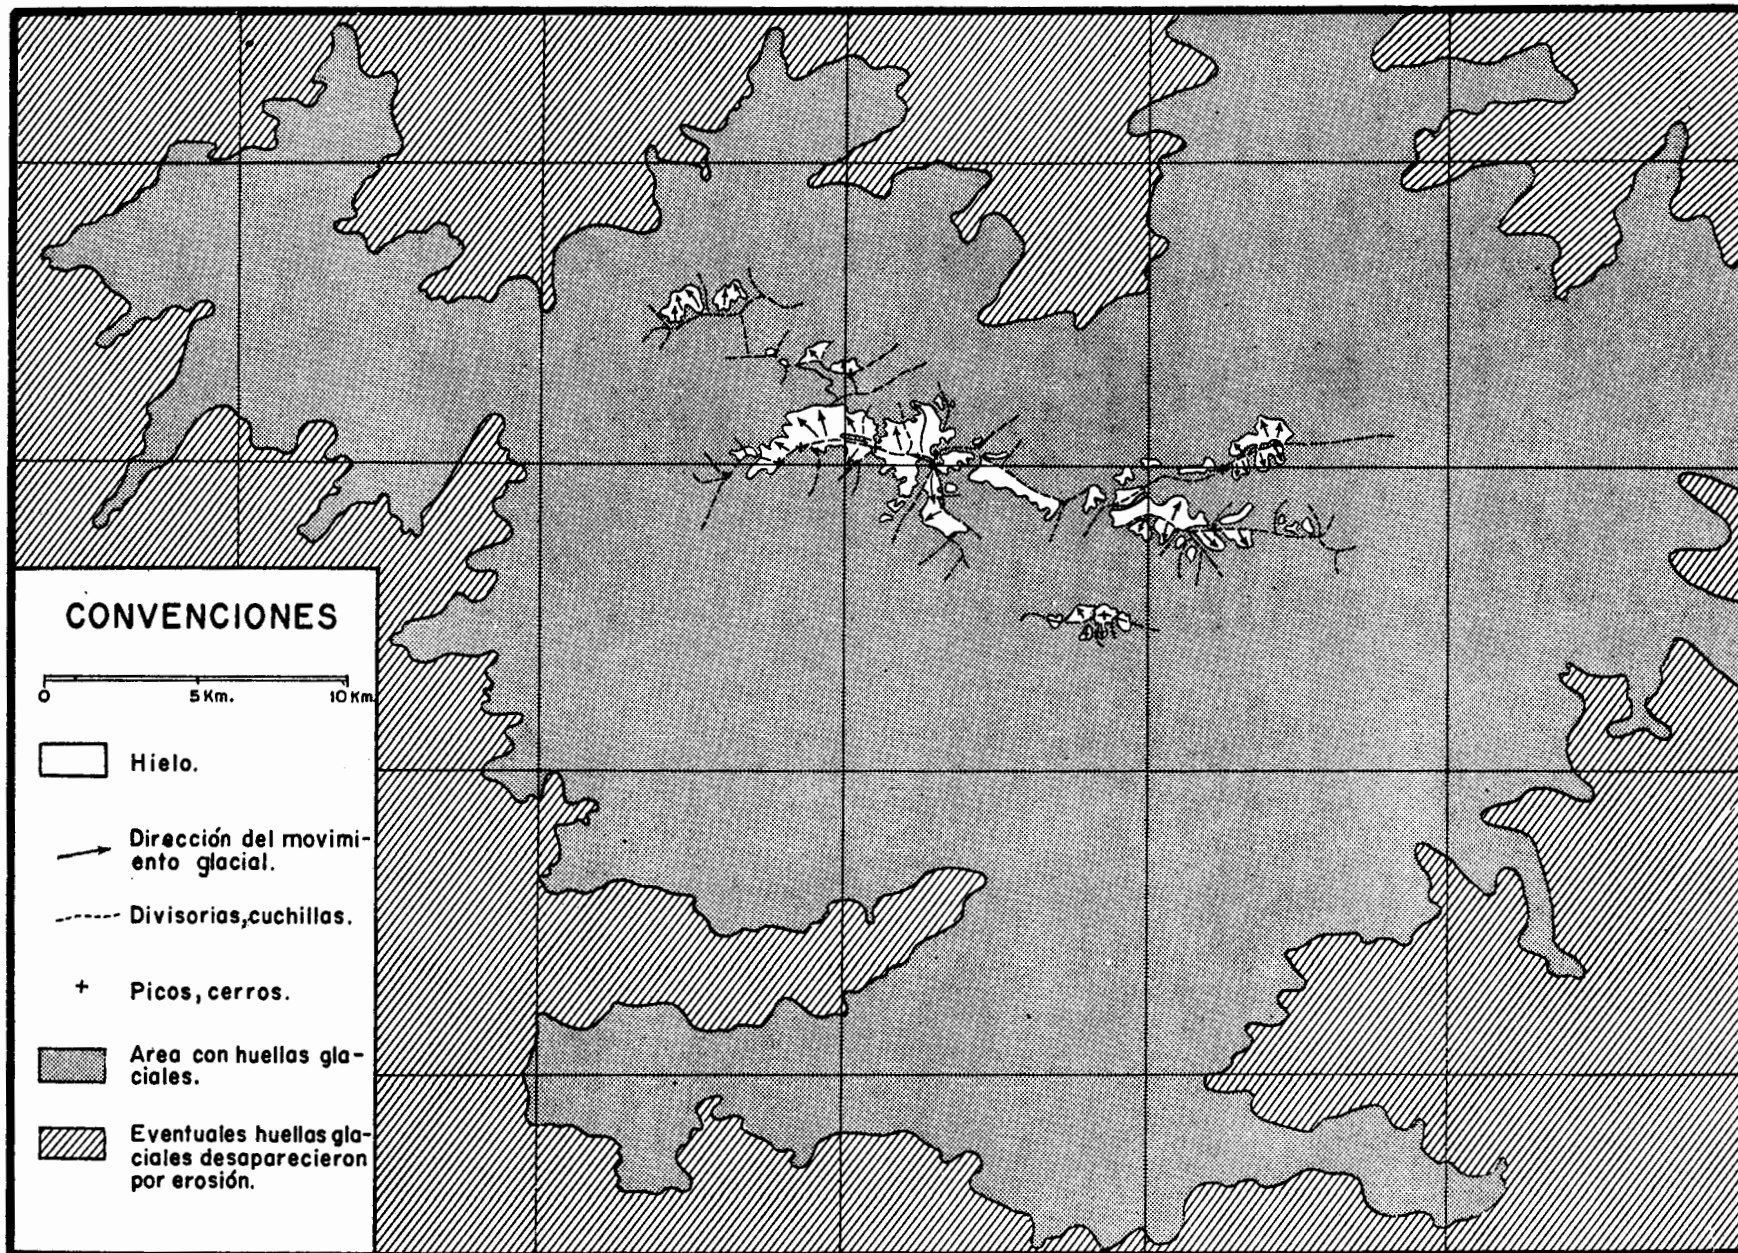 CONVENCIONES
0 5 Km. 10 Km.
Hielo.
Dirección del movimi-
ento glacial.
Divisorias, cuchillas.
Picos, cerros.
Area con huellas gla-
ciales.
Eventuales huellas gla-
ciales desaparecieron
por erosión.